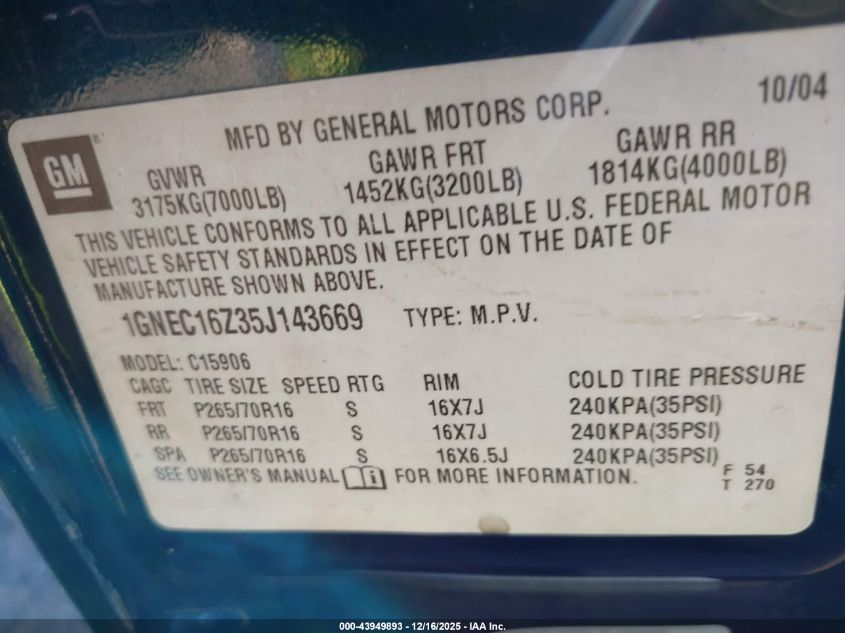 10/04
MFD BY GENERAL MOTORS CORP.
GM
GVWR GAWR FRT GAWR RR
3175KG(7000LB) 1452KG(3200LB) 1814KG(4000LB)
THIS VEHICLE CONFORMS TO ALL APPLICABLE U.S. FEDERAL MOTOR
VEHICLE SAFETY STANDARDS IN EFFECT ON THE DATE OF
MANUFACTURE SHOWN ABOVE.
1GNEC16Z35J143669 TYPE: M.P.V.
MODEL: C15906
CAGC TIRE SIZE SPEED RTG RIM COLD TIRE PRESSURE
FRT P265/70R16 S 16X7J 240KPA(35PSI)
RR P265/70R16 S 16X7J 240KPA(35PSI)
SPA P265/70R16 S 16X6.5J 240KPA(35PSI)
SEE OWNER'S MANUAL FOR MORE INFORMATION.
F 54
T 270
000-43949893 - 12/16/2025 - IAA Inc.